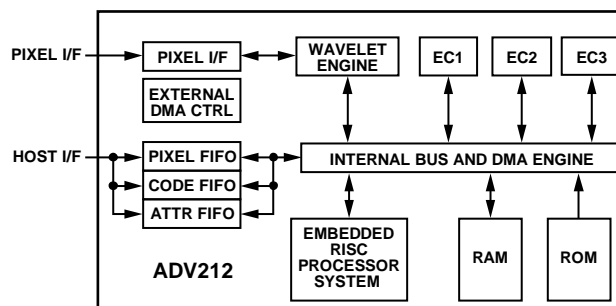 PIXEL I/F
PIXEL I/F
WAVELET
ENGINE
EC1
EC2
EC3
EXTERNAL
DMA CTRL
HOST I/F
PIXEL FIFO
CODE FIFO
ATTR FIFO
INTERNAL BUS AND DMA ENGINE
EMBEDDED
RISC
PROCESSOR
SYSTEM
RAM
ROM
ADV212